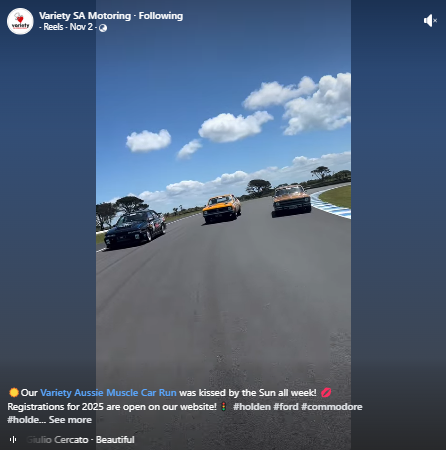 Variety SA Motoring · Following
· Reels · Nov 2 ·
variety
☀️Our Variety Aussie Muscle Car Run was kissed by the Sun all week! 💋
Registrations for 2025 are open on our website! 🚦 #holden #ford #commodore
#holde... See more
Giulio Cercato · Beautiful